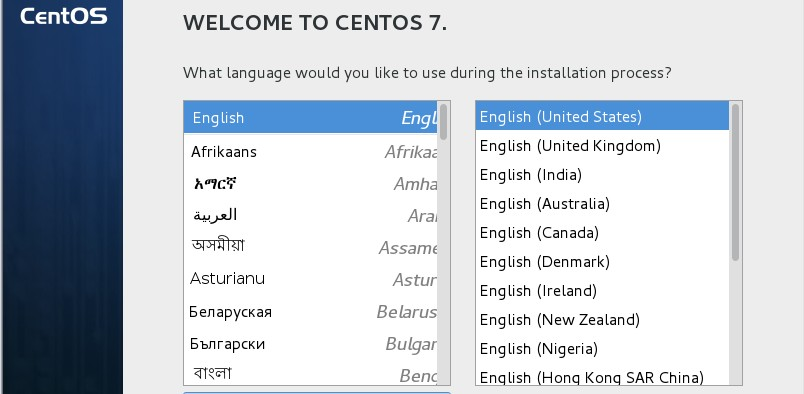 CentOS
WELCOME TO CENTOS 7.
What language would you like to use during the installation process?
English
Afrikaans
አማርኛ
العربية
অসমীয়া
Asturianu
Беларуская
Български
বাংলা
English (United States)
English (United Kingdom)
English (India)
English (Australia)
English (Canada)
English (Denmark)
English (Ireland)
English (New Zealand)
English (Nigeria)
English (Hong Kong SAR China)